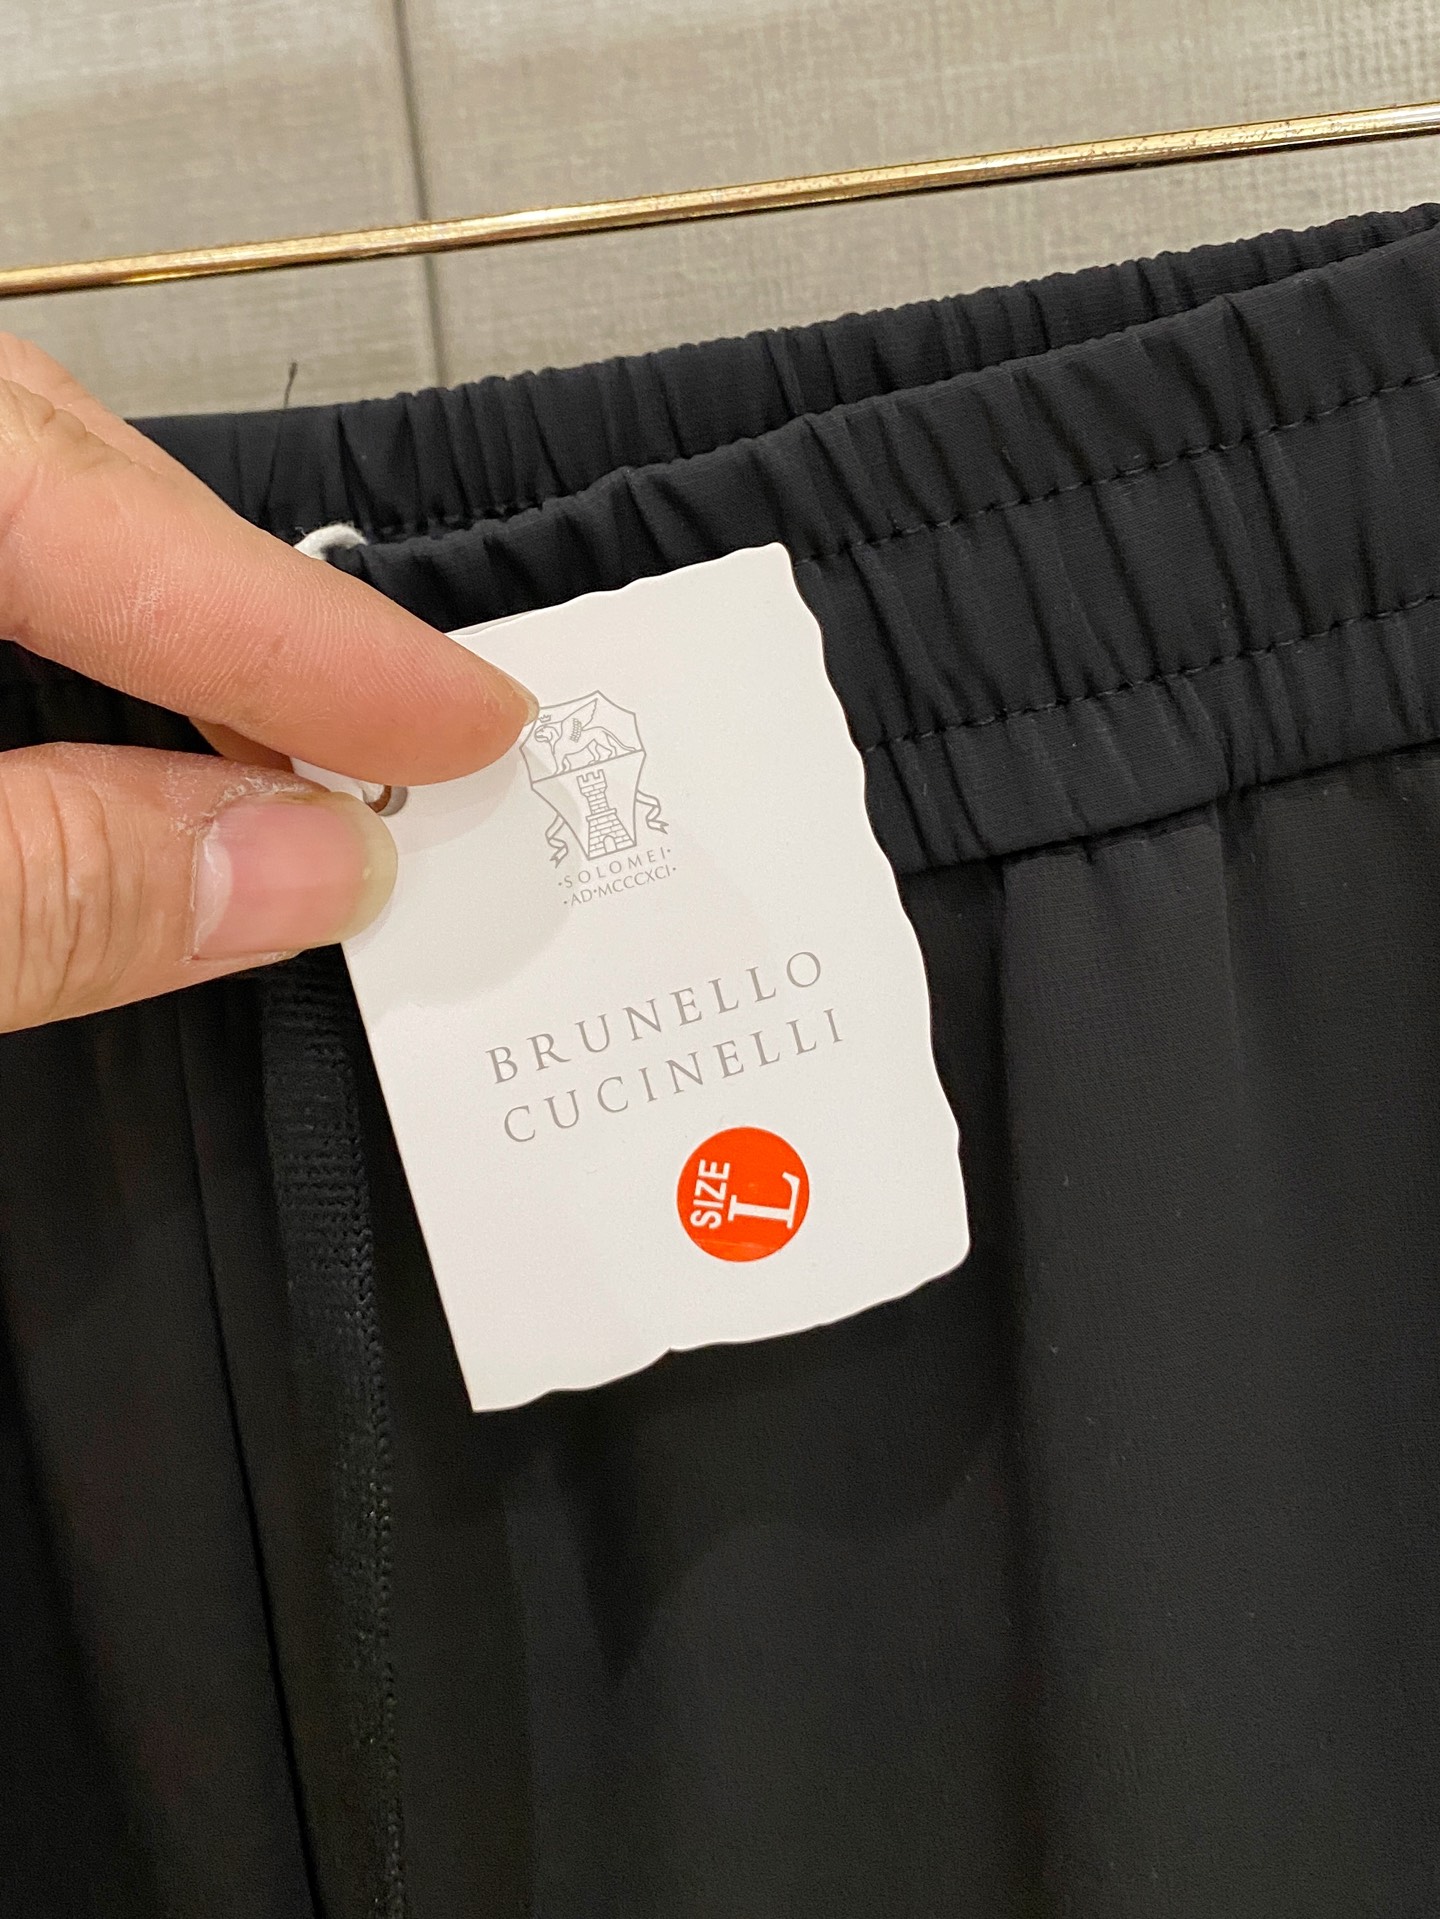 ·SOLOMEI·
·AD·MCCCXCI·
BRUNELLO
CUCINELLI
SIZE
L